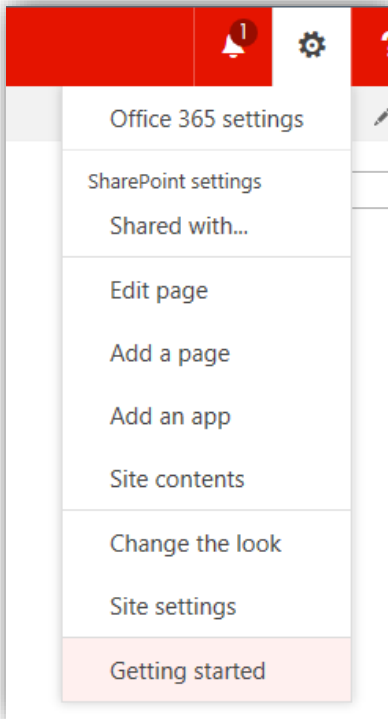 1
?
Office 365 settings
SharePoint settings
Shared with...
Edit page
Add a page
Add an app
Site contents
Change the look
Site settings
Getting started